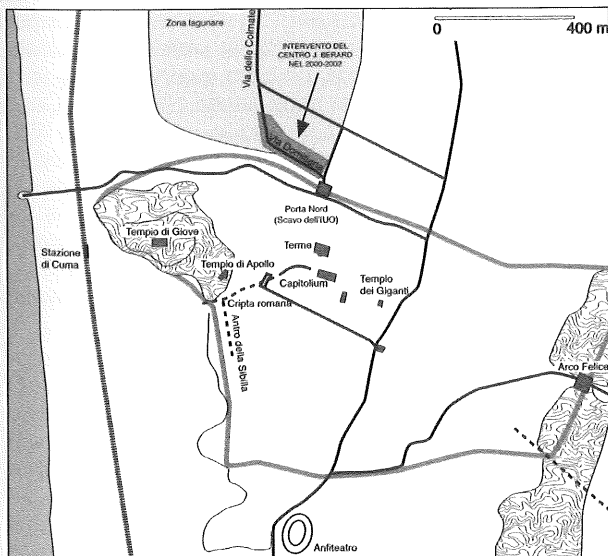 Zona lagunare
Via delle Colmate
INTERVENTO DEL
CENTRO J. BERARD
NEL 2000-2002
0 400 m
Via Domitiana
Porta Nord
(Scavo dell'IUO)
Tempio di Giove
Terme
Stazione
di Cuma
Tempio di Apollo
Capitolium
Tempio
dei Giganti
Cripta romana
Antro della Sibilla
Arco Felice
Anfiteatro